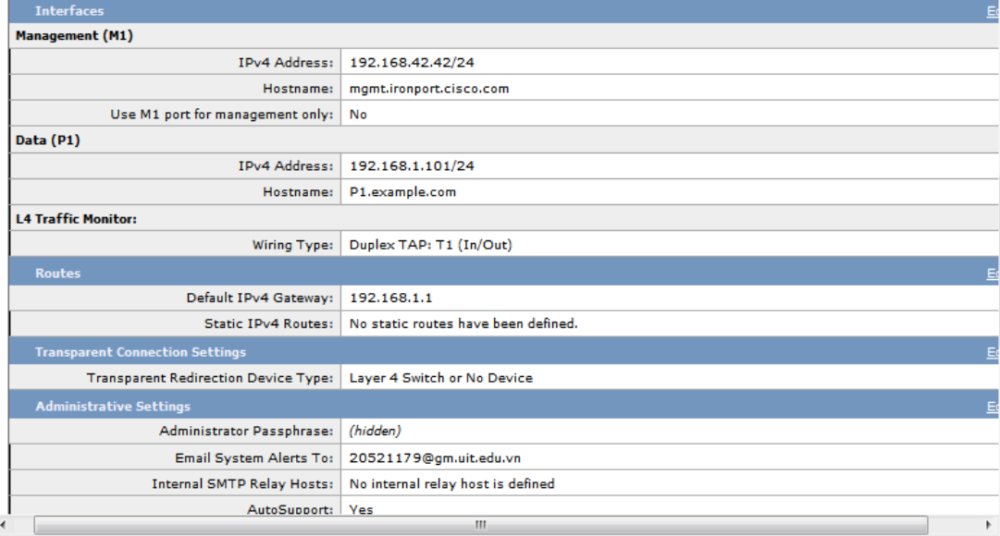 Interfaces
Management (M1)
IPv4 Address: 192.168.42.42/24
Hostname: mgmt.ironport.cisco.com
Use M1 port for management only: No
Data (P1)
IPv4 Address: 192.168.1.101/24
Hostname: P1.example.com
L4 Traffic Monitor:
Wiring Type: Duplex TAP: T1 (In/Out)
Routes
Default IPv4 Gateway: 192.168.1.1
Static IPv4 Routes: No static routes have been defined.
Transparent Connection Settings
Transparent Redirection Device Type: Layer 4 Switch or No Device
Administrative Settings
Administrator Passphrase: (hidden)
Email System Alerts To: 20521179@gm.uit.edu.vn
Internal SMTP Relay Hosts: No internal relay host is defined
AutoSupport: Yes